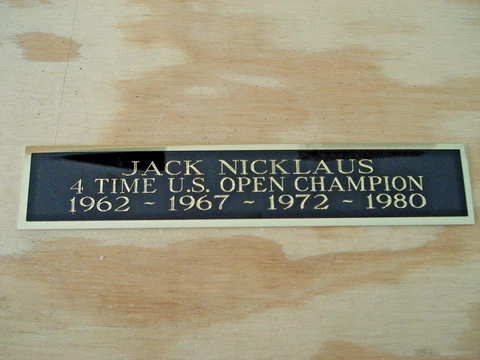 JACK NICKLAUS
4 TIME U.S. OPEN CHAMPION
1962 ~ 1967 ~ 1972 ~ 1980